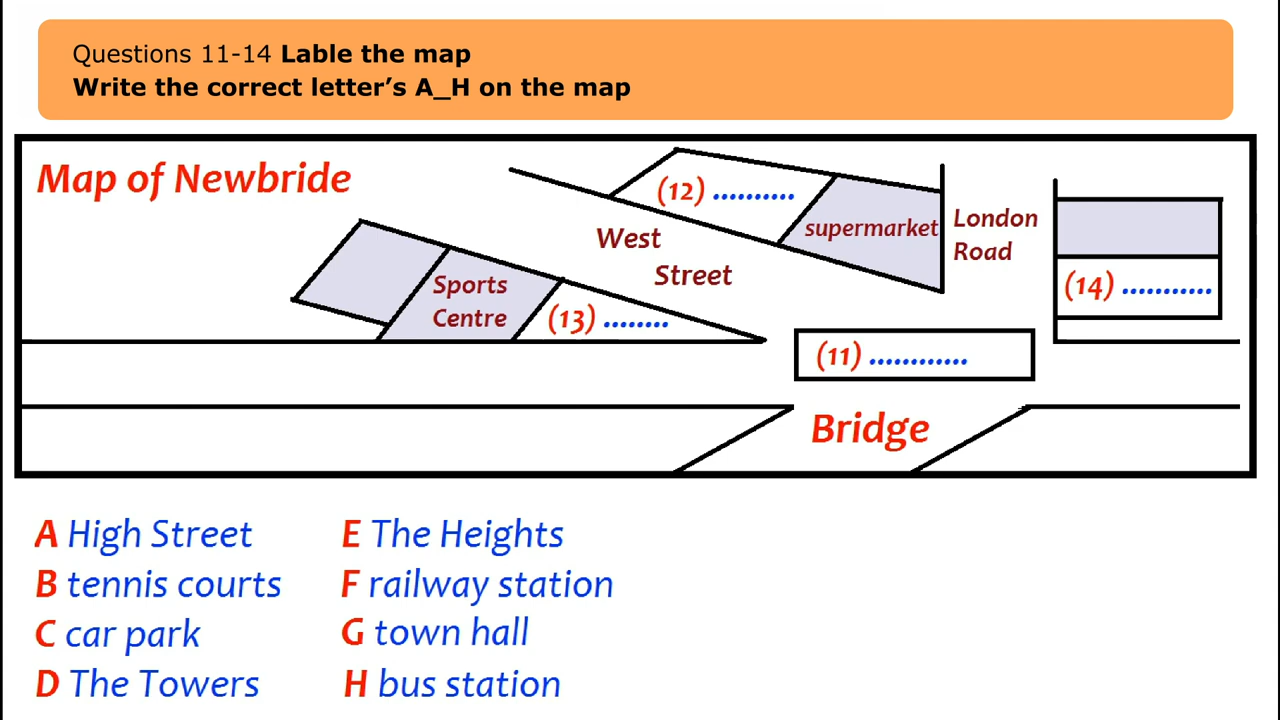 Questions 11-14 Lable the map
Write the correct letter's A_H on the map
Map of Newbride
(12) ..........
supermarket
London
Road
West
Street
Sports
Centre
(13) ........
(14) ...........
(11) ............
Bridge
A High Street
B tennis courts
C car park
D The Towers
E The Heights
F railway station
G town hall
H bus station